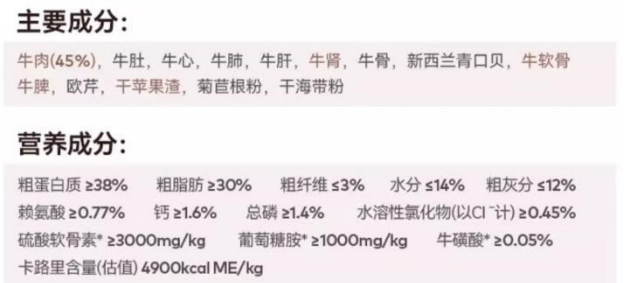 主要成分：
牛肉(45%)，牛肚，牛心，牛肺，牛肝，牛肾，牛骨，新西兰青口贝，牛软骨
牛脾，欧芹，干苹果渣，菊苣根粉，干海带粉
营养成分：
粗蛋白质 ≥38% 粗脂肪 ≥30% 粗纤维 ≤3% 水分 ≤14% 粗灰分 ≤12%
赖氨酸 ≥0.77% 钙 ≥1.6% 总磷 ≥1.4% 水溶性氯化物(以Cl⁻计) ≥0.45%
硫酸软骨素* ≥3000mg/kg 葡萄糖胺* ≥1000mg/kg 牛磺酸* ≥0.05%
卡路里含量(估值) 4900kcal ME/kg